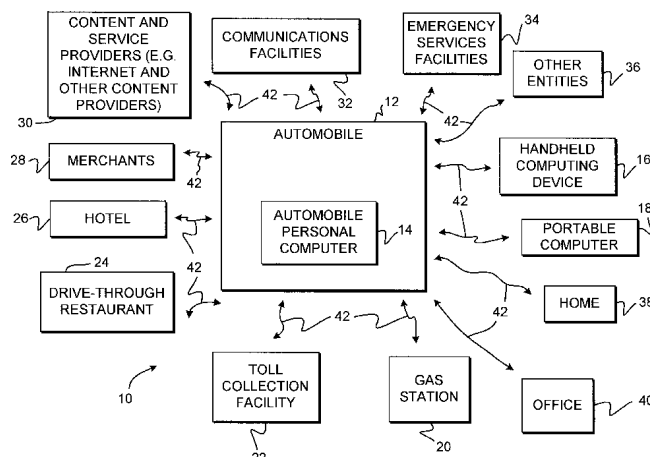 CONTENT AND
SERVICE
PROVIDERS (E.G.
INTERNET AND
OTHER CONTENT
PROVIDERS)
30
COMMUNICATIONS
FACILITIES
32
EMERGENCY
SERVICES
FACILITIES
34
OTHER
ENTITIES
36
42
42
12
AUTOMOBILE
28
MERCHANTS
42
HANDHELD
COMPUTING
DEVICE
16
42
26
HOTEL
AUTOMOBILE
PERSONAL
COMPUTER
14
PORTABLE
COMPUTER
18
24
DRIVE-THROUGH
RESTAURANT
42
HOME
38
42
42
10
TOLL
COLLECTION
FACILITY
GAS
STATION
20
OFFICE
40